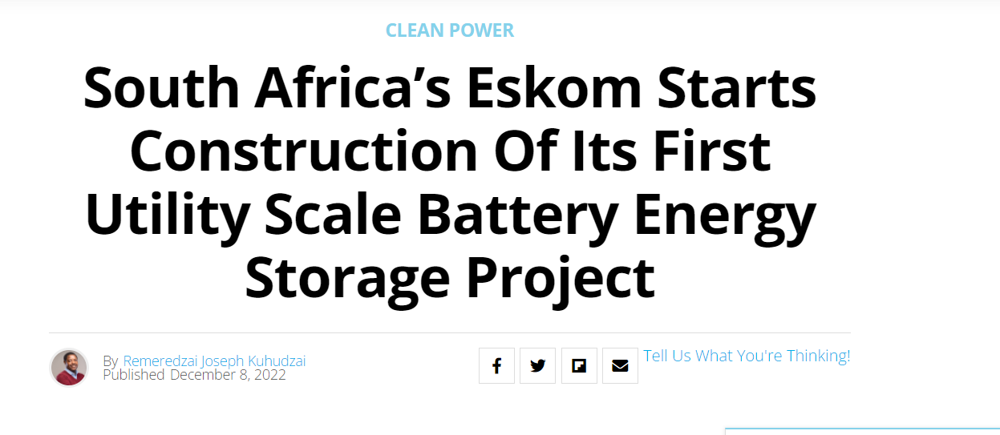 CLEAN POWER
South Africa’s Eskom Starts
Construction Of Its First
Utility Scale Battery Energy
Storage Project
By Remeredzai Joseph Kuhudzai
Published December 8, 2022
Tell Us What You're Thinking!